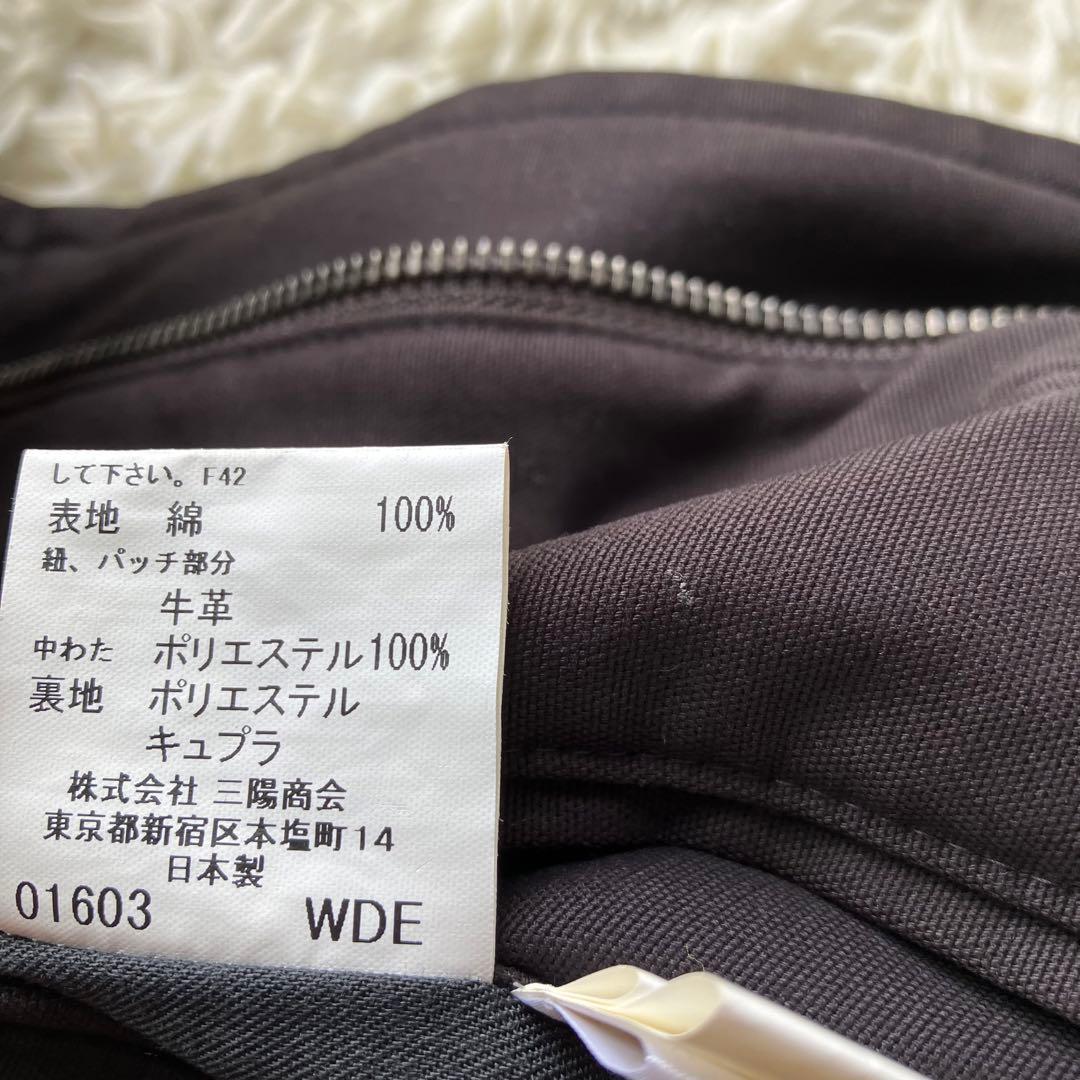 して下さい。F42
表地 綿 100%
紐、パッチ部分
牛革
中わた ポリエステル100%
裏地 ポリエステル
キュプラ
株式会社 三陽商会
東京都新宿区本塩町14
日本製
01603 WDE